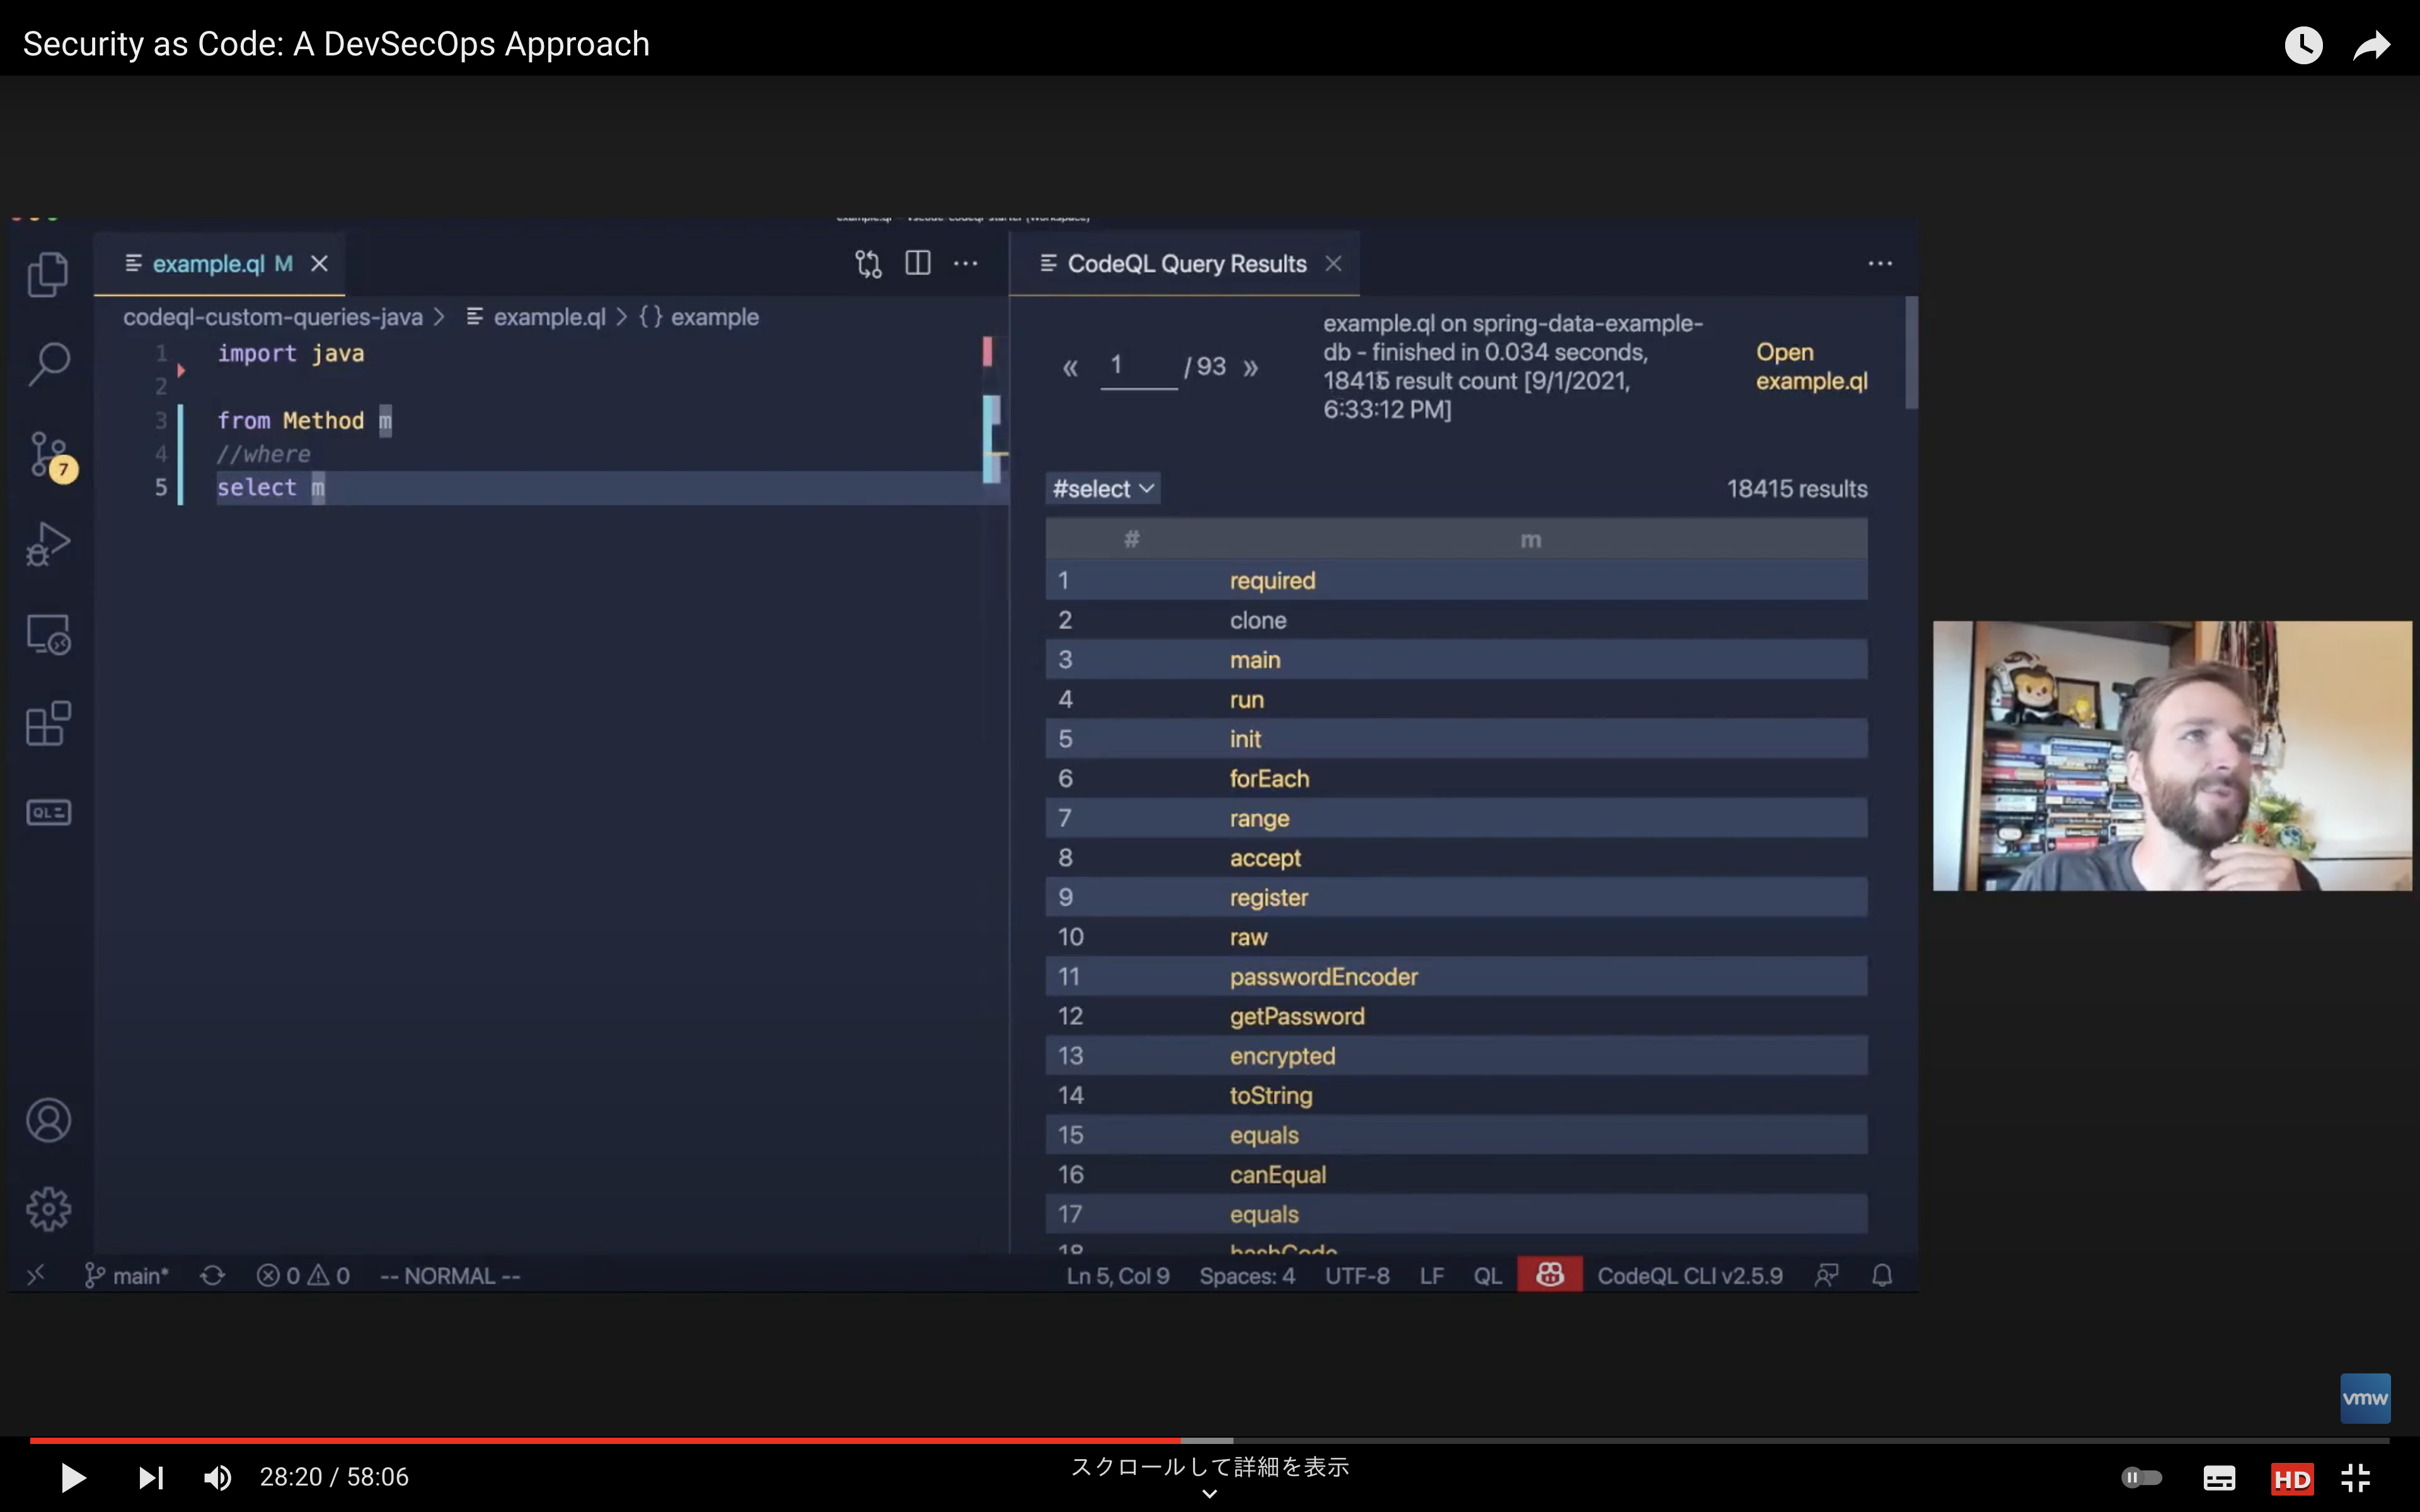 Security as Code: A DevSecOps Approach
example.ql M
CodeQL Query Results
codeql-custom-queries-java > example.ql > {} example
1 import java
2
3 from Method m
4 //where
5 select m
« 1 / 93 »
example.ql on spring-data-example-
db - finished in 0.034 seconds,
18415 result count [9/1/2021,
6:33:12 PM]
Open
example.ql
#select
18415 results
# m
1 required
2 clone
3 main
4 run
5 init
6 forEach
7 range
8 accept
9 register
10 raw
11 passwordEncoder
12 getPassword
13 encrypted
14 toString
15 equals
16 canEqual
17 equals
18 hashCode
7
QL
main* 0 0 -- NORMAL --
Ln 5, Col 9 Spaces: 4 UTF-8 LF QL CodeQL CLI v2.5.9
vmw
28:20 / 58:06
スクロールして詳細を表示
HD